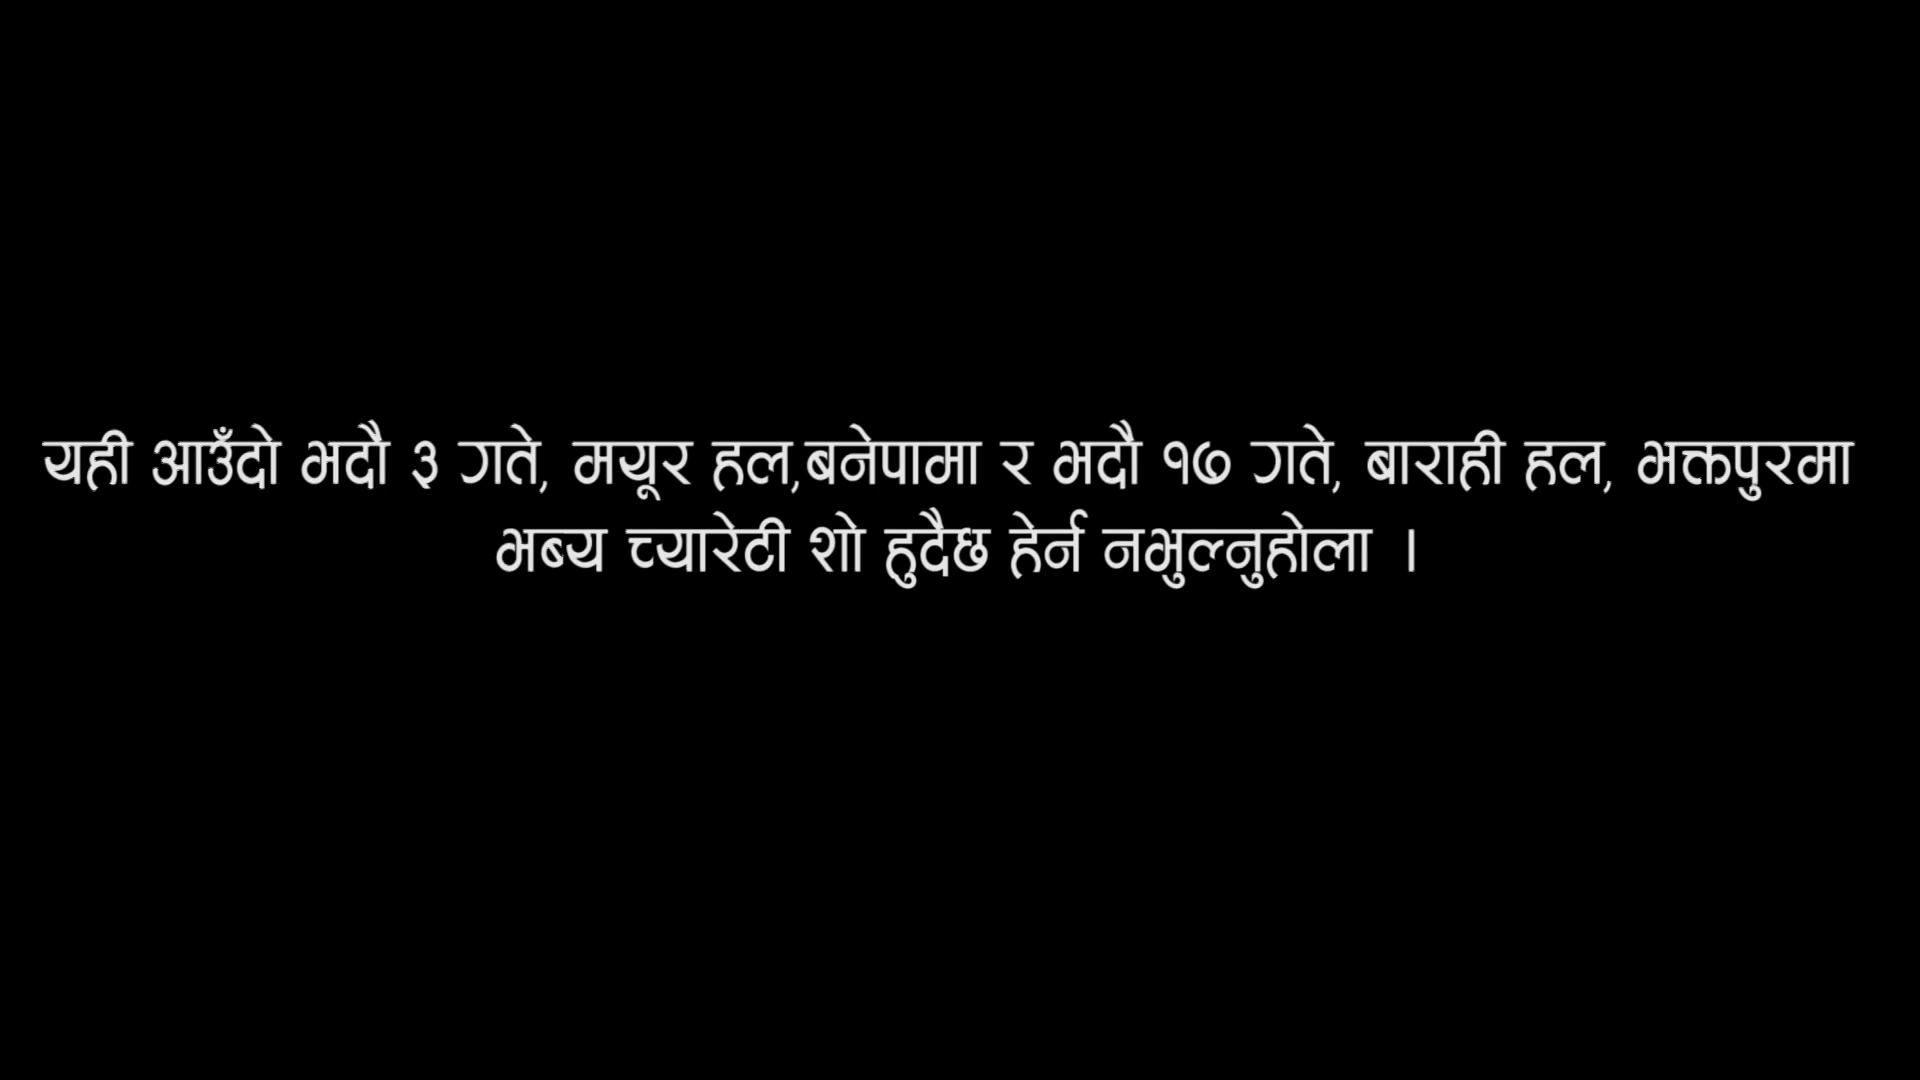 यही आउँदो भदौ ३ गते, मयूर हल,बनेपामा र भदौ १७ गते, बाराही हल, भक्तपुरमा
भब्य च्यारेटी शो हुदैछ हेर्न नभुल्नुहोला ।